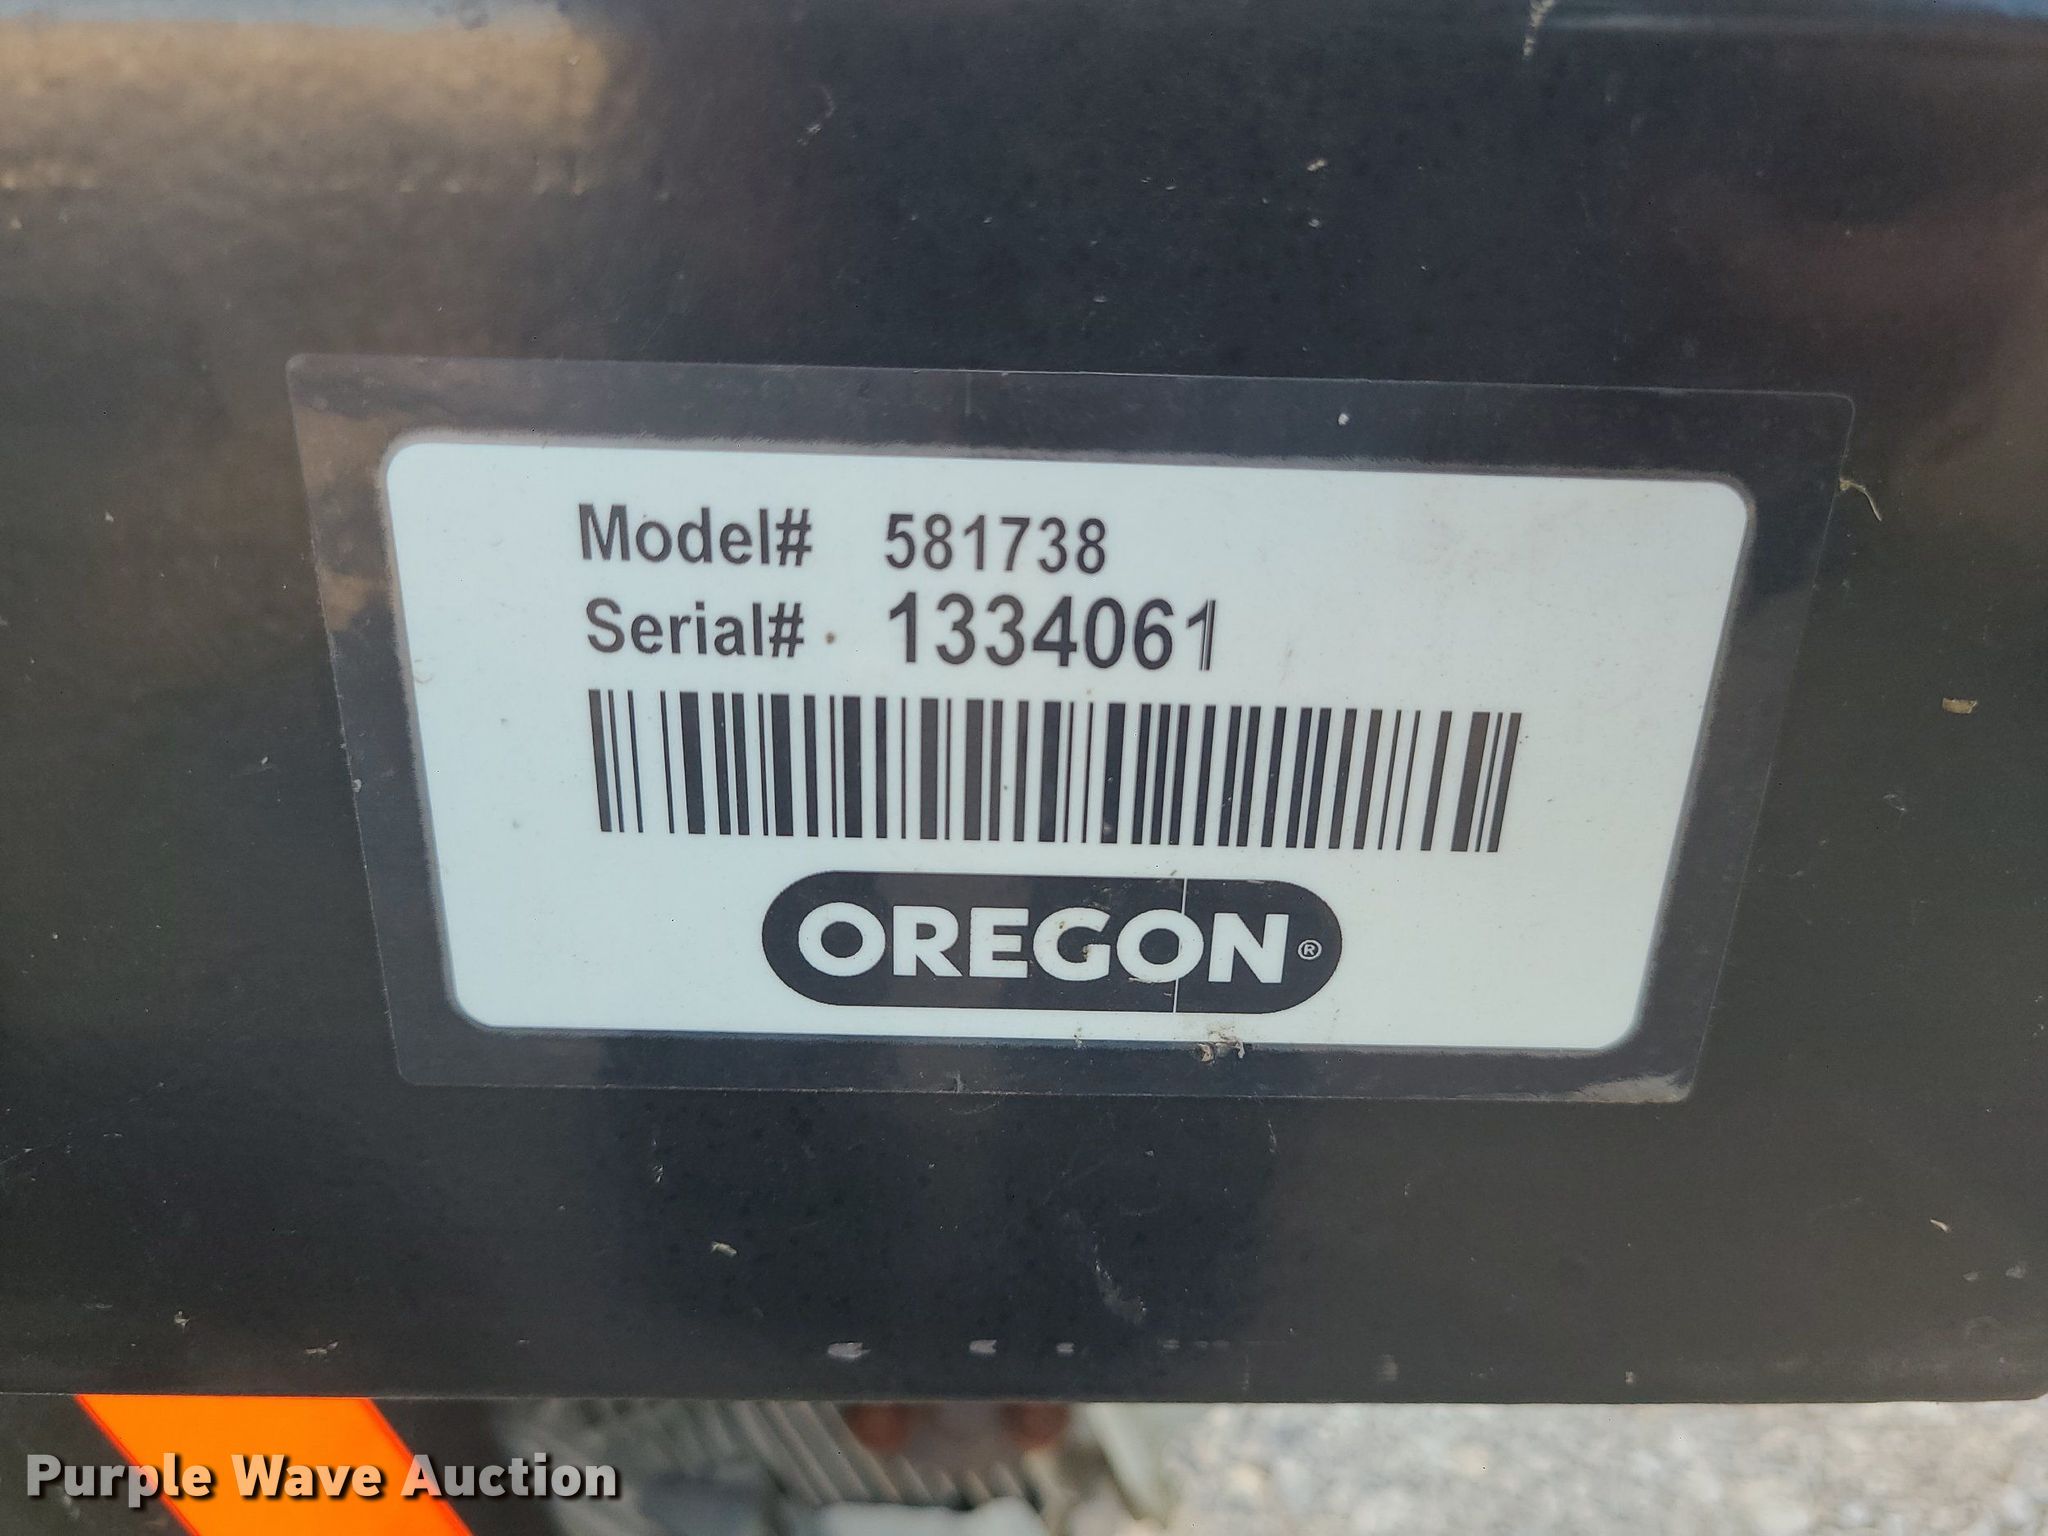 Model# 581738
Serial# 1334061
OREGON®
Purple Wave Auction